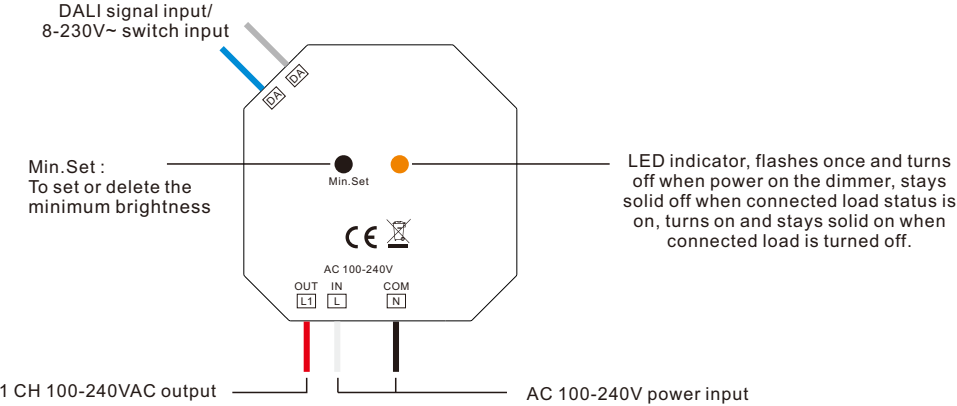 DALI signal input/
8-230V~ switch input
DA
DA
Min.Set :
To set or delete the
minimum brightness
Min.Set
LED indicator, flashes once and turns
off when power on the dimmer, stays
solid off when connected load status is
on, turns on and stays solid on when
connected load is turned off.
CE
AC 100-240V
OUT IN COM
L1 L N
1 CH 100-240VAC output
AC 100-240V power input